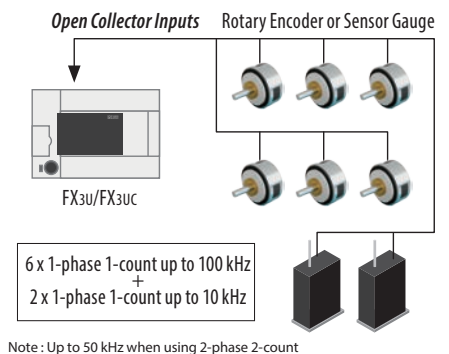 Open Collector Inputs Rotary Encoder or Sensor Gauge
FX3U/FX3UC
6 x 1-phase 1-count up to 100 kHz
+
2 x 1-phase 1-count up to 10 kHz
Note : Up to 50 kHz when using 2-phase 2-count